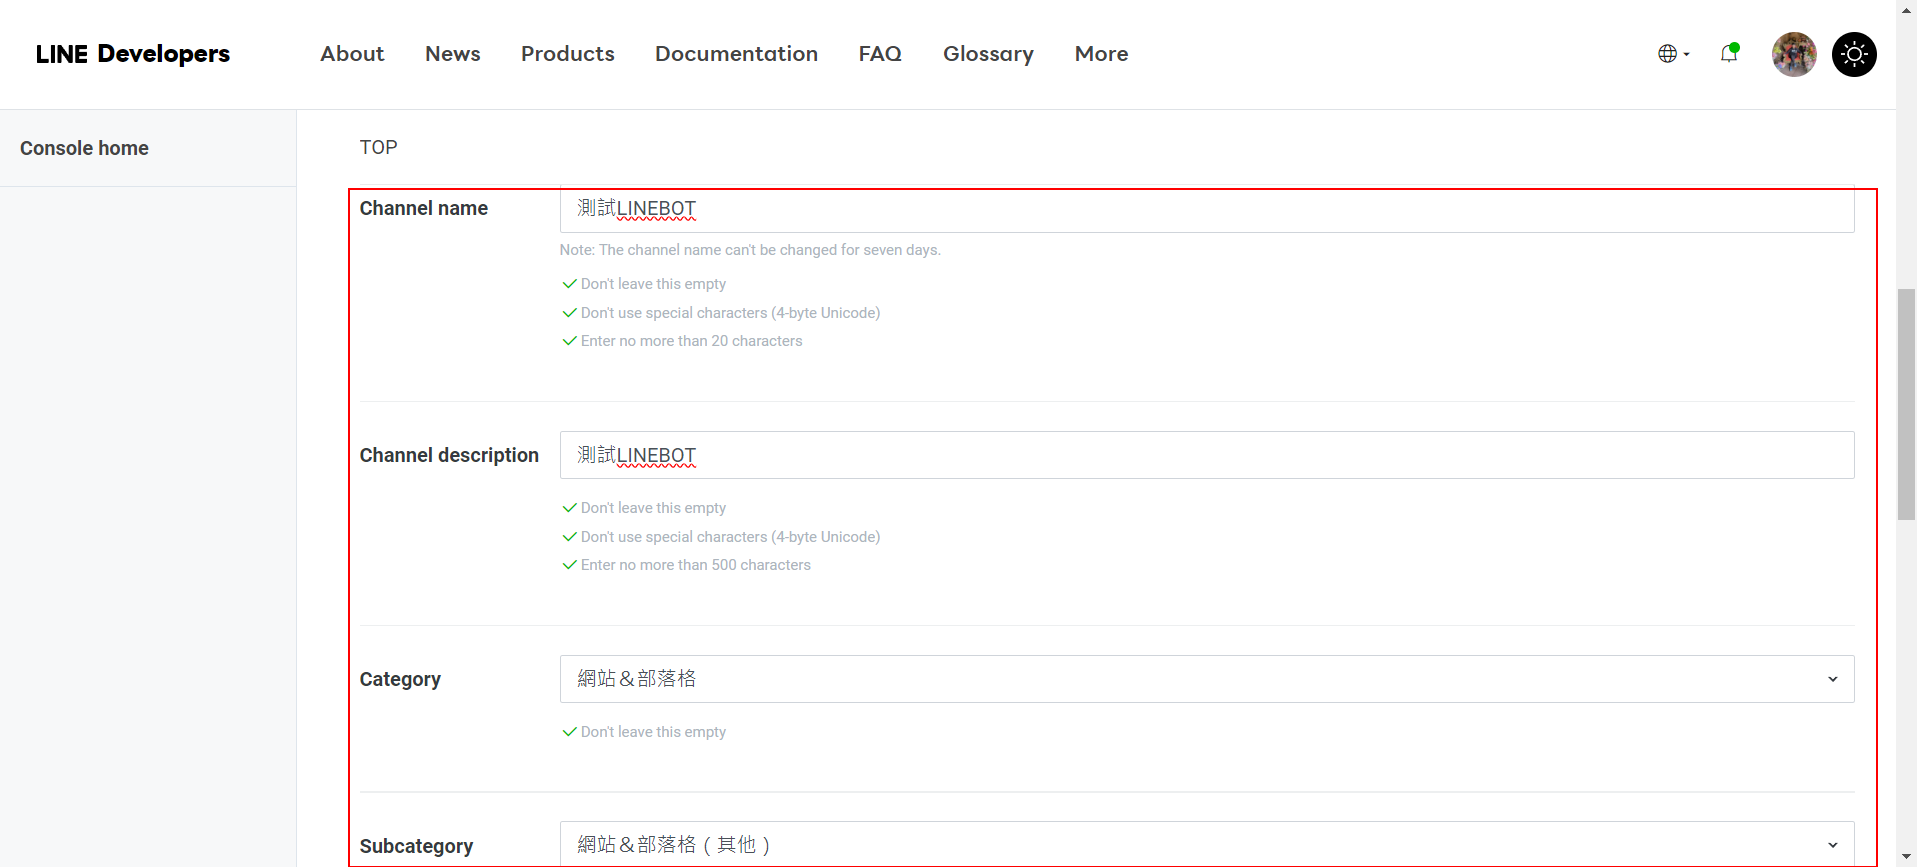 LINE Developers
About News Products Documentation FAQ Glossary More
Console home
TOP
Channel name
測試LINEBOT
Note: The channel name can't be changed for seven days.
Don't leave this empty
Don't use special characters (4-byte Unicode)
Enter no more than 20 characters
Channel description
測試LINEBOT
Don't leave this empty
Don't use special characters (4-byte Unicode)
Enter no more than 500 characters
Category
網站＆部落格
Don't leave this empty
Subcategory
網站＆部落格（其他）